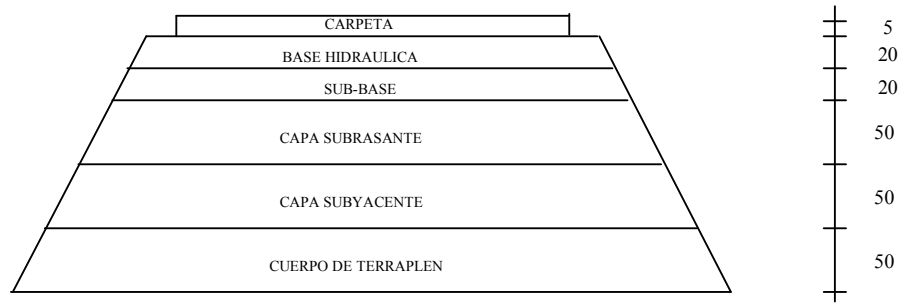 CARPETA 5
BASE HIDRAULICA 20
SUB-BASE 20
CAPA SUBRASANTE 50
CAPA SUBYACENTE 50
CUERPO DE TERRAPLEN 50